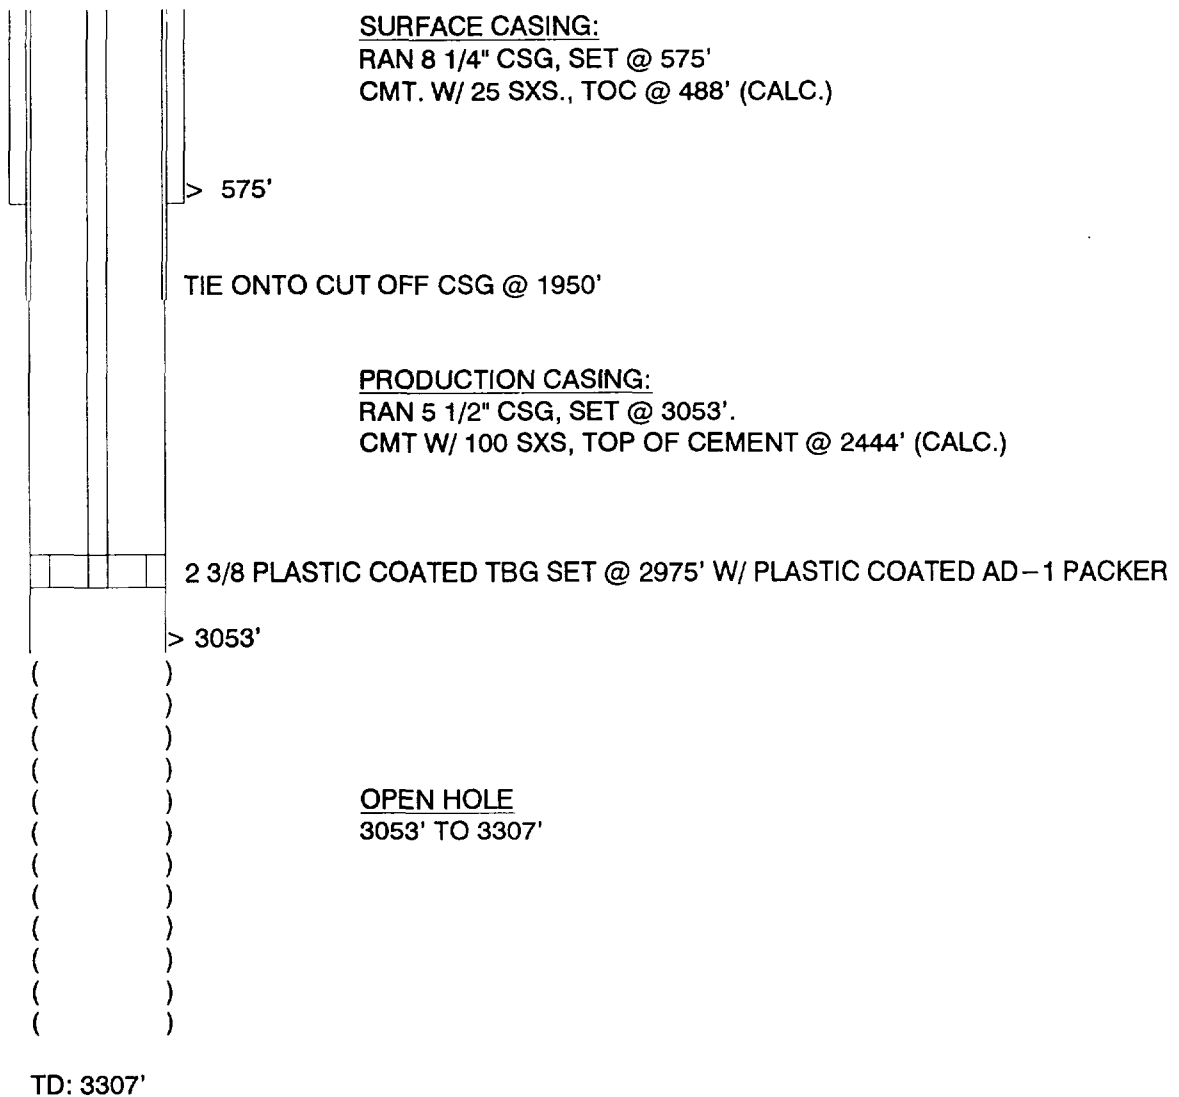 SURFACE CASING:
RAN 8 1/4" CSG, SET @ 575'
CMT. W/ 25 SXS., TOC @ 488' (CALC.)
> 575'
TIE ONTO CUT OFF CSG @ 1950'
PRODUCTION CASING:
RAN 5 1/2" CSG, SET @ 3053'.
CMT W/ 100 SXS, TOP OF CEMENT @ 2444' (CALC.)
2 3/8 PLASTIC COATED TBG SET @ 2975' W/ PLASTIC COATED AD-1 PACKER
> 3053'
( )
( )
( )
( )
( )
( )
( )
( )
( )
( )
( )
( )
OPEN HOLE
3053' TO 3307'
TD: 3307'